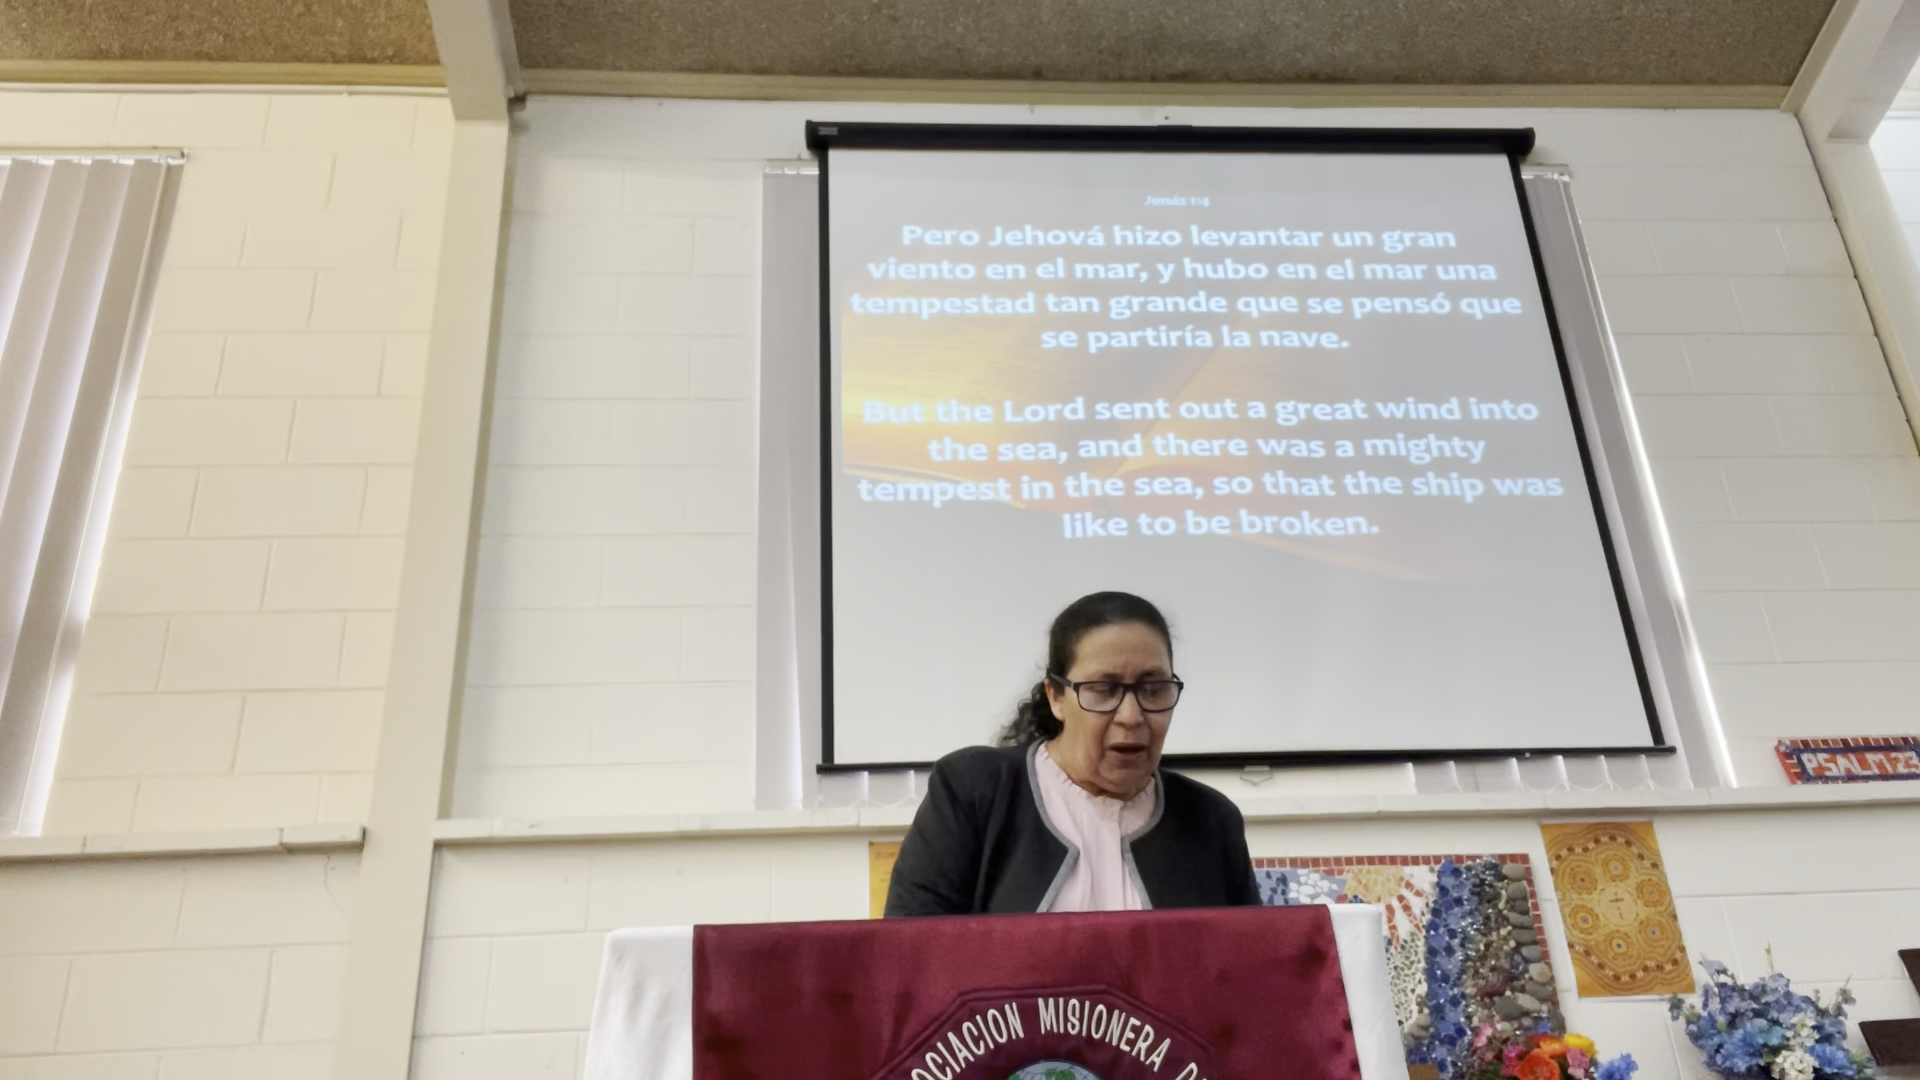 Jonás 1:4
Pero Jehová hizo levantar un gran
viento en el mar, y hubo en el mar una
tempestad tan grande que se pensó que
se partiría la nave.
But the Lord sent out a great wind into
the sea, and there was a mighty
tempest in the sea, so that the ship was
like to be broken.
PSALM 23
MISIONERA